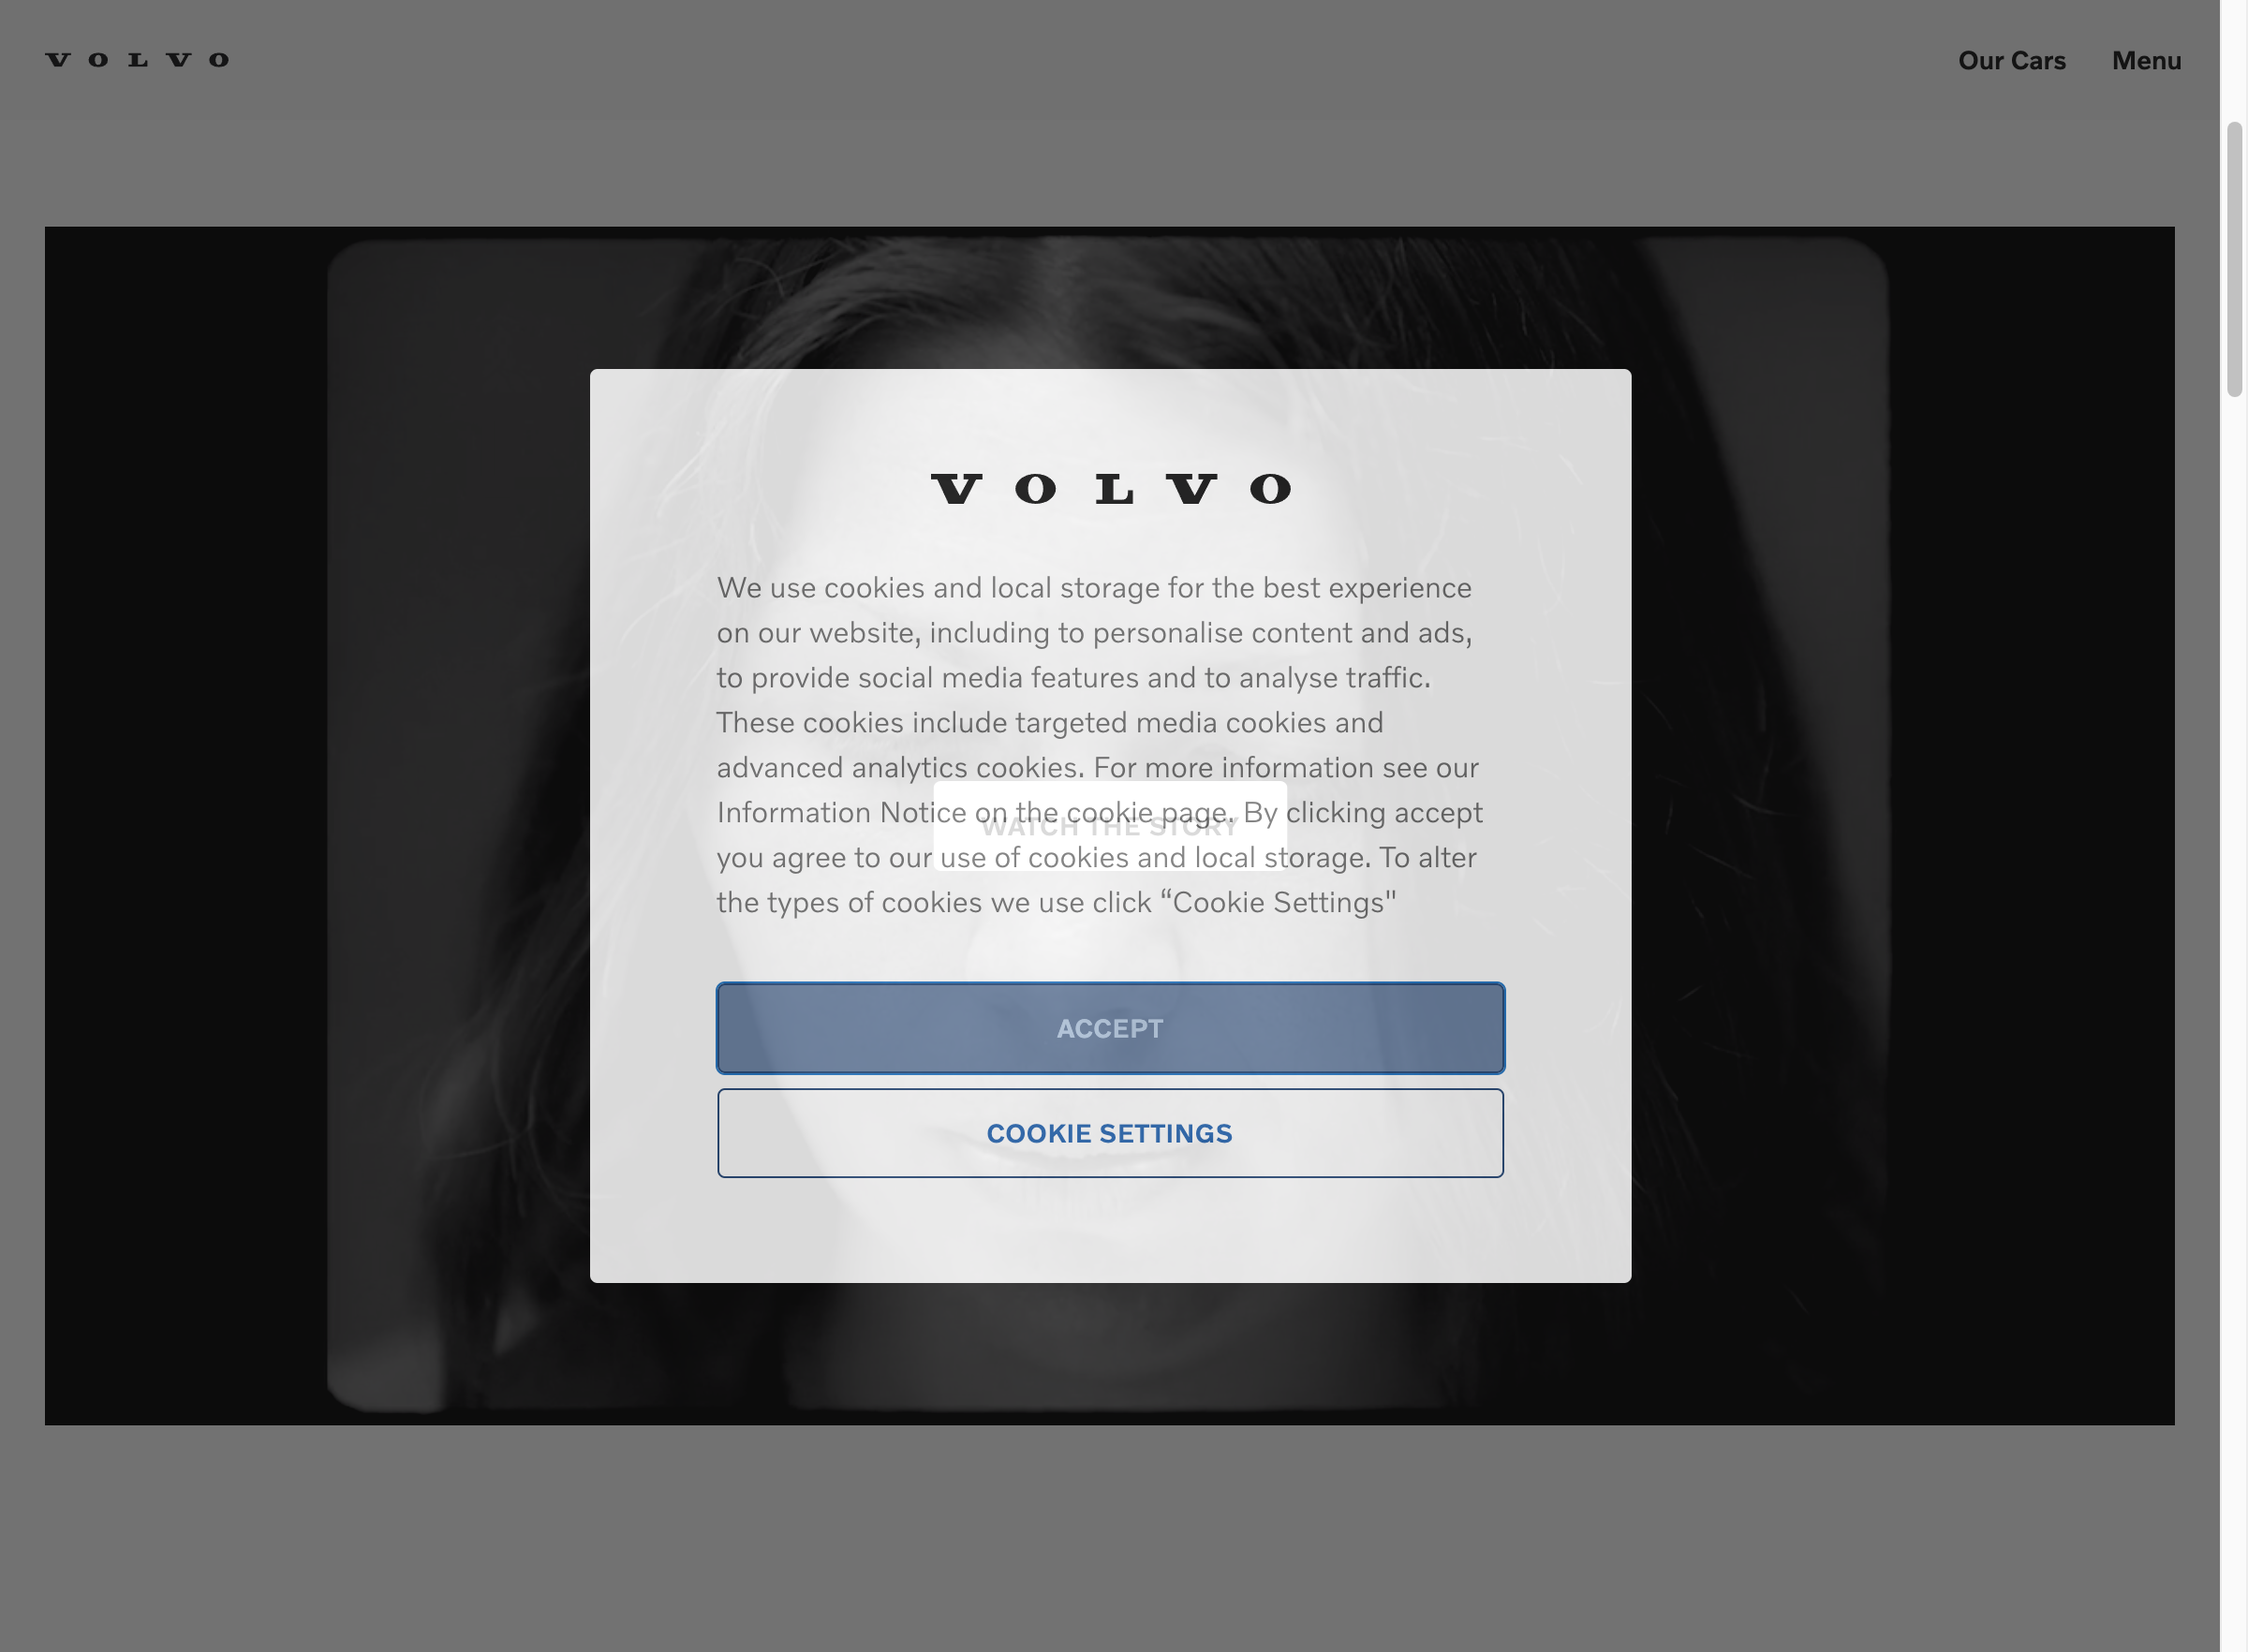 VOLVO
Our Cars
Menu
VOLVO
We use cookies and local storage for the best experience
on our website, including to personalise content and ads,
to provide social media features and to analyse traffic.
These cookies include targeted media cookies and
advanced analytics cookies. For more information see our
Information Notice on the cookie page. By clicking accept
WATCH THE STORY
you agree to our use of cookies and local storage. To alter
the types of cookies we use click “Cookie Settings"
ACCEPT
COOKIE SETTINGS